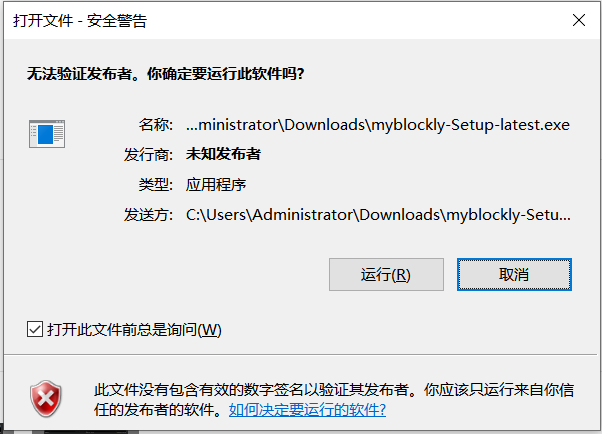 打开文件 - 安全警告
无法验证发布者。你确定要运行此软件吗?
名称: ...ministrator\Downloads\myblockly-Setup-latest.exe
发行商: 未知发布者
类型: 应用程序
发送方: C:\Users\Administrator\Downloads\myblockly-Setu...
运行(R) 取消
打开此文件前总是询问(W)
此文件没有包含有效的数字签名以验证其发布者。你应该只运行来自你信
任的发布者的软件。如何决定要运行的软件?